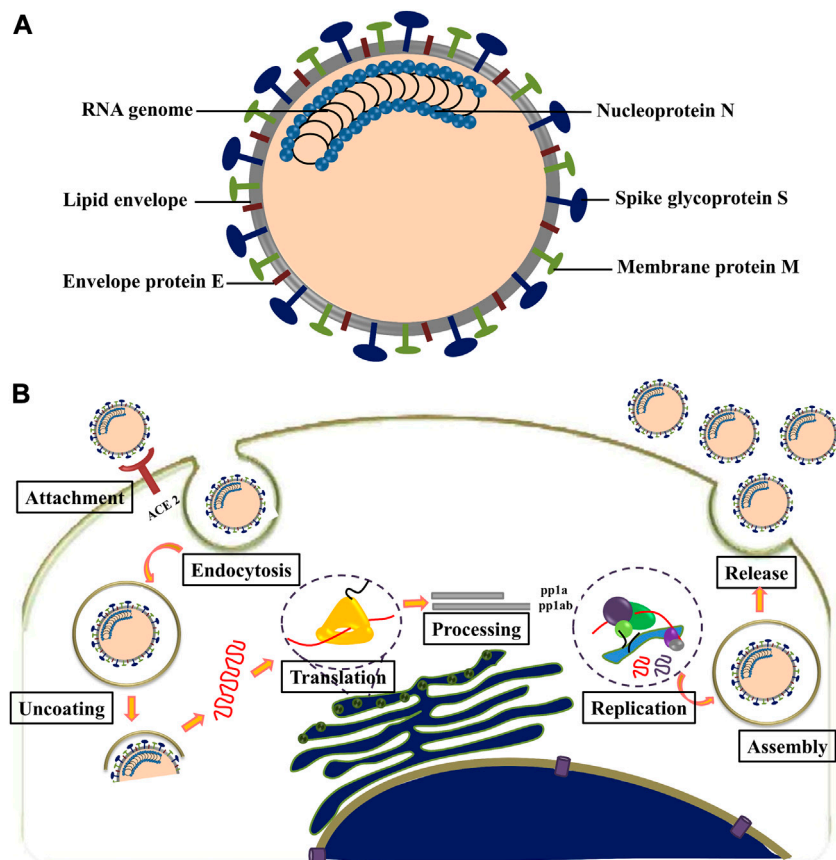 A
RNA genome
Nucleoprotein N
Lipid envelope
Spike glycoprotein S
Envelope protein E
Membrane protein M
B
Attachment
ACE 2
Endocytosis
Uncoating
Translation
Processing
pp1a
pp1ab
Replication
Assembly
Release